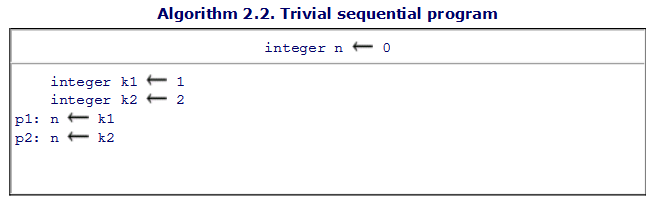 Algorithm 2.2. Trivial sequential program
integer n ← 0
integer k1 ← 1
integer k2 ← 2
p1: n ← k1
p2: n ← k2